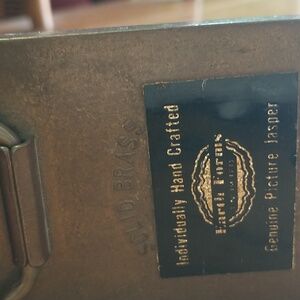 SOLID BRASS
Individually Hand Crafted
Earth Forms
Genuine Picture Jasper